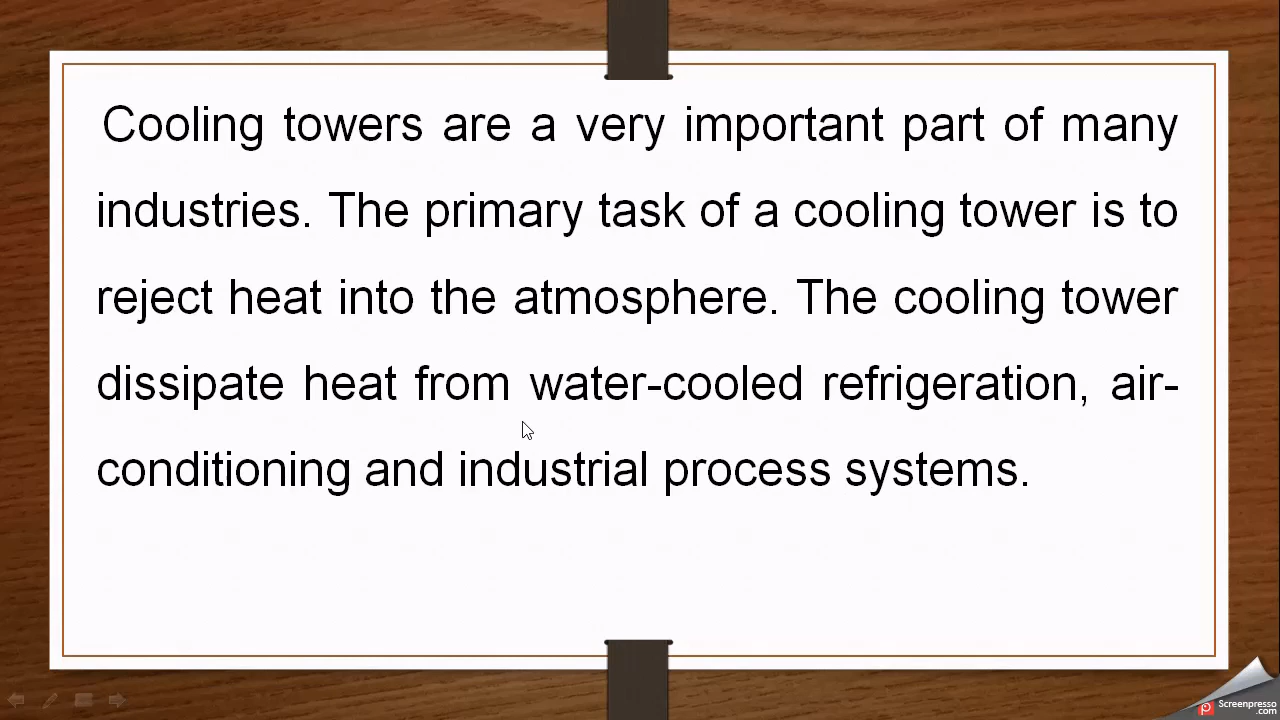 Cooling towers are a very important part of many
industries. The primary task of a cooling tower is to
reject heat into the atmosphere. The cooling tower
dissipate heat from water-cooled refrigeration, air-
conditioning and industrial process systems.
Screenpresso
.com